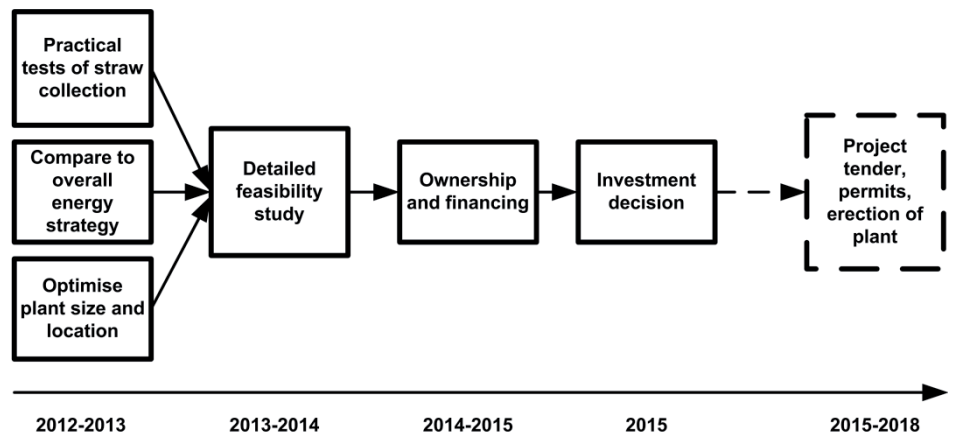 Practical
tests of straw
collection
Compare to
overall
energy
strategy
Optimise
plant size and
location
Detailed
feasibility
study
Ownership
and financing
Investment
decision
Project
tender,
permits,
erection of
plant
2012-2013
2013-2014
2014-2015
2015
2015-2018